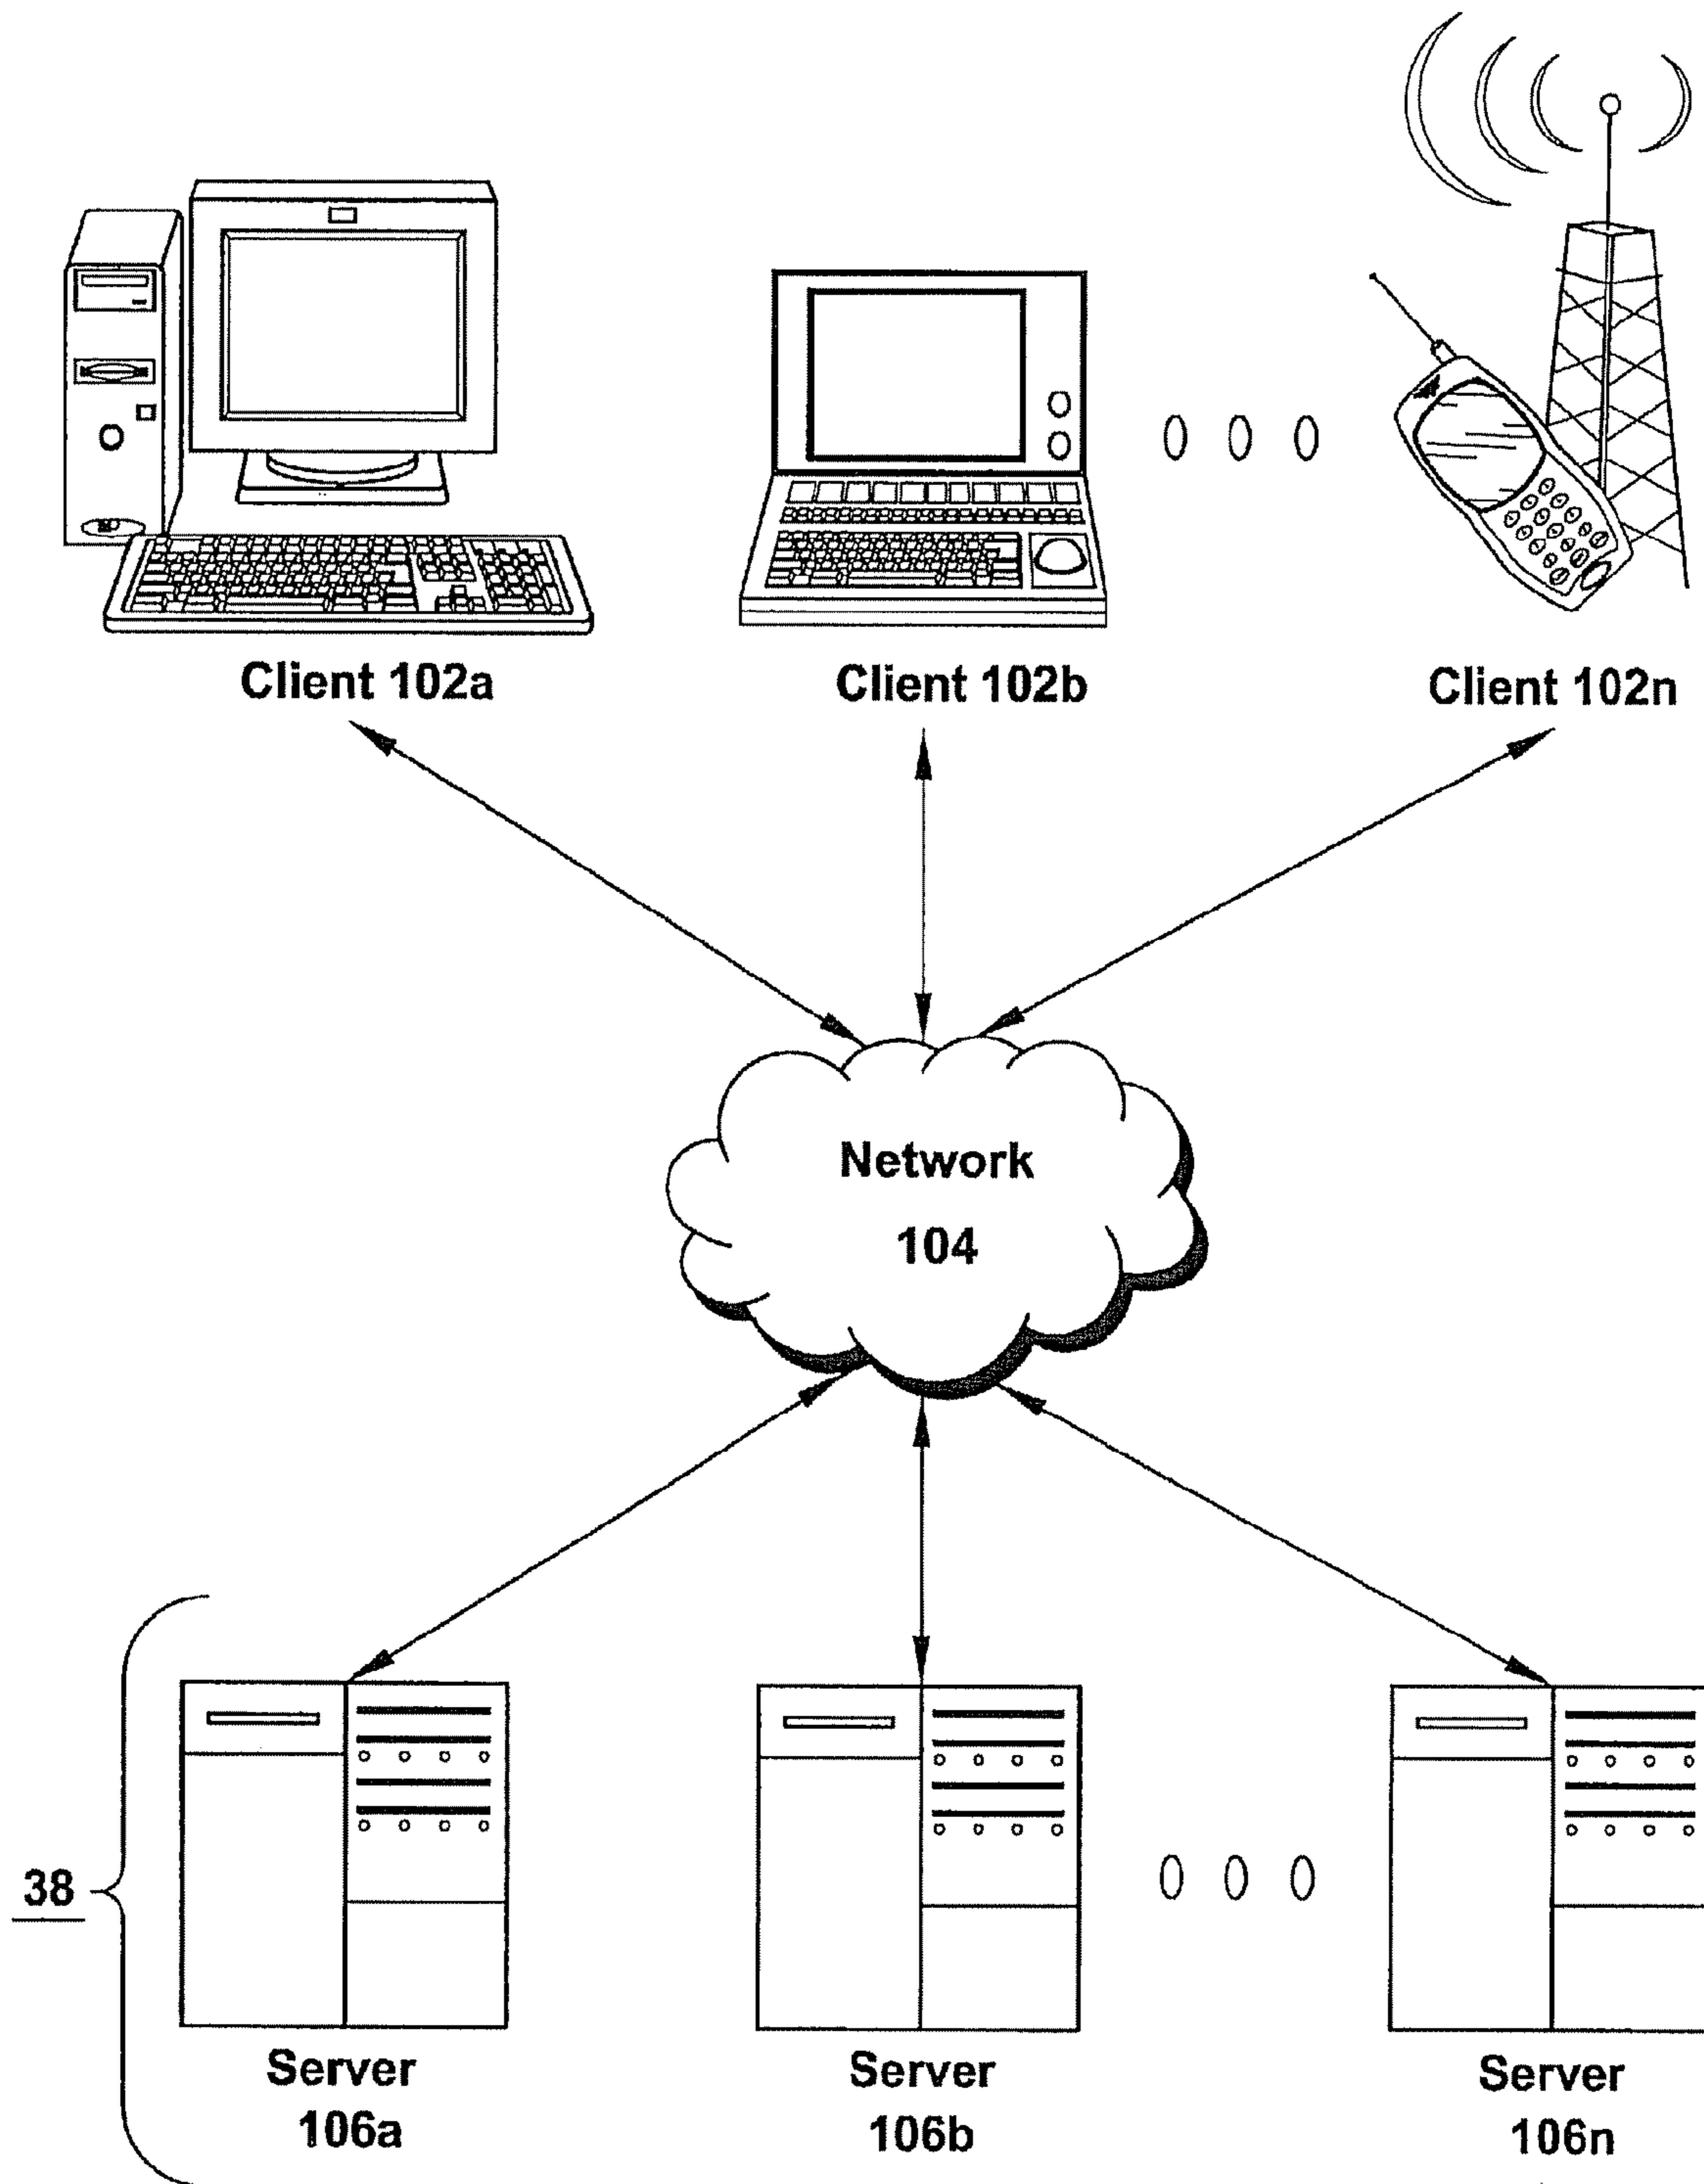 Client 102a
Client 102b
Client 102n
Network
104
38
Server
106a
Server
106b
Server
106n